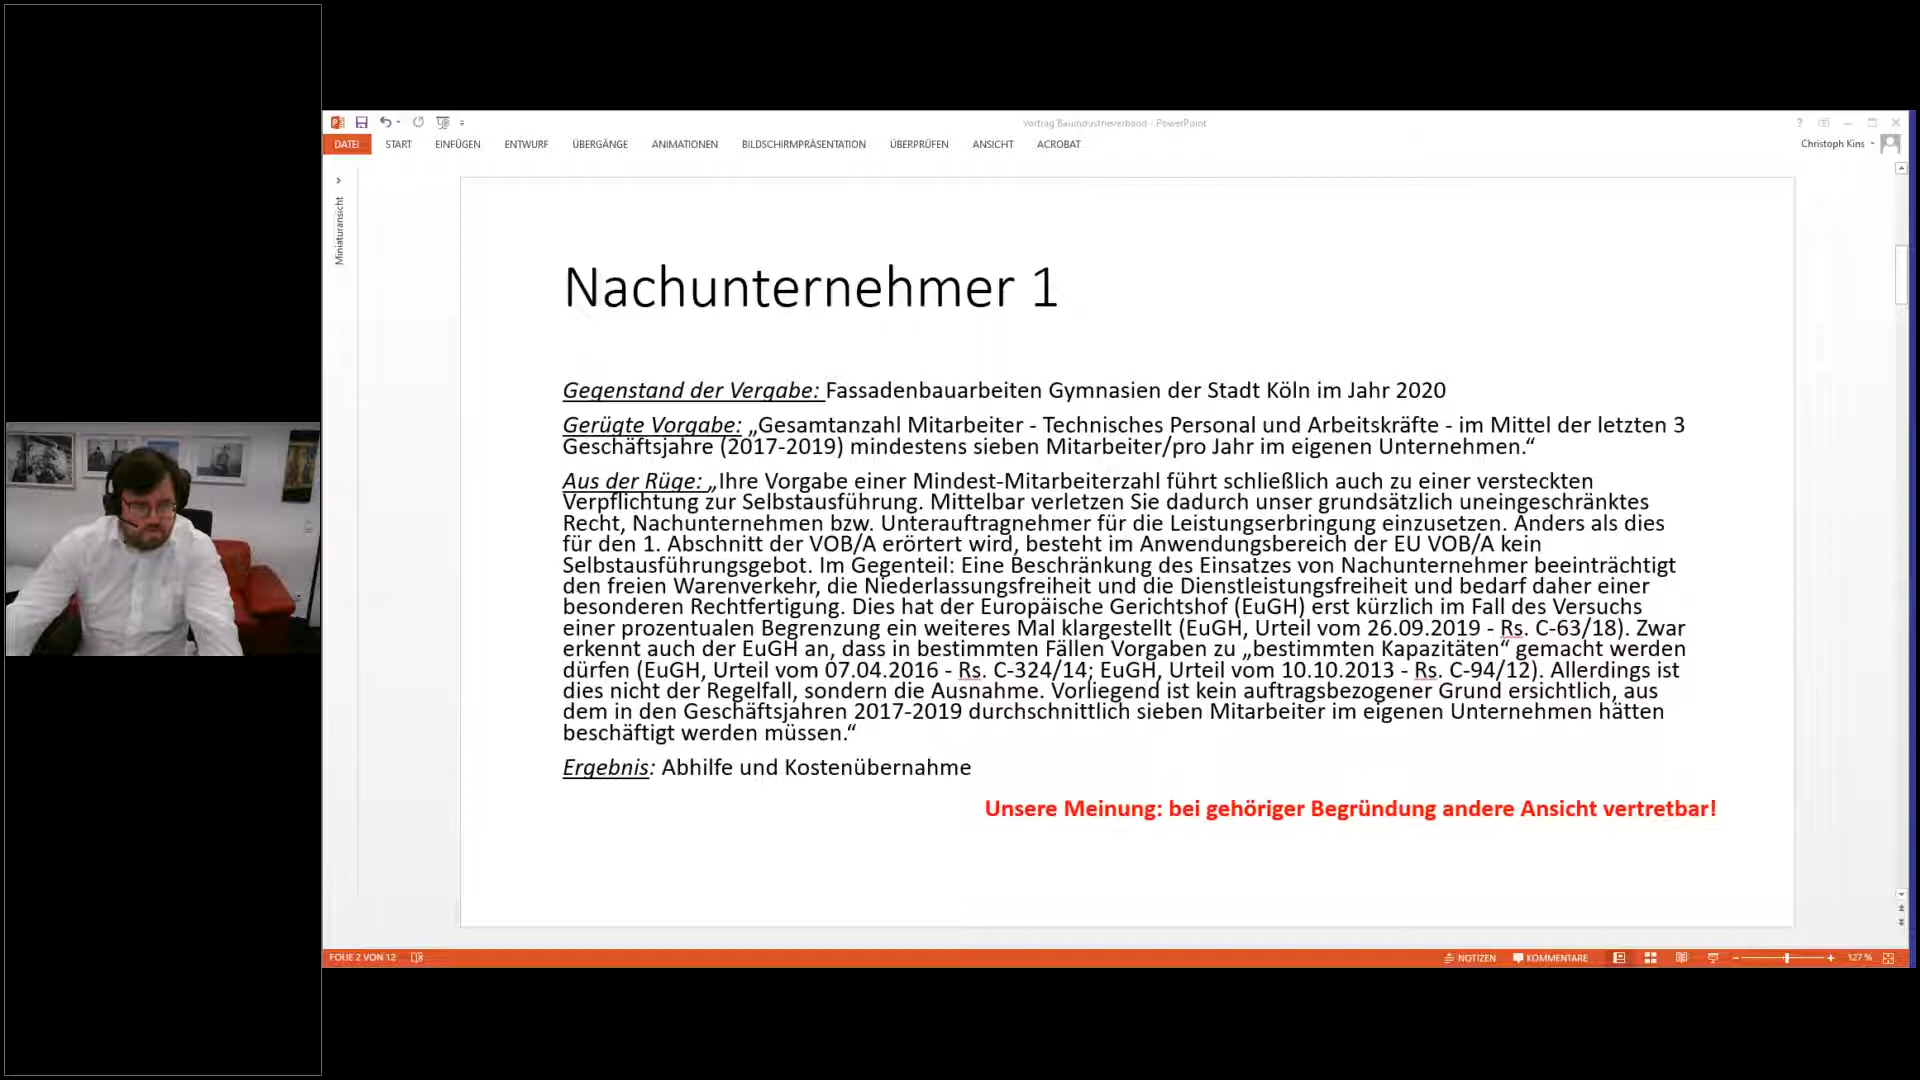 Vortrag Bauindustrieverband - PowerPoint
DATEI START EINFÜGEN ENTWURF ÜBERGÄNGE ANIMATIONEN BILDSCHIRMPRÄSENTATION ÜBERPRÜFEN ANSICHT ACROBAT Christoph Kins
Miniaturansicht
Nachunternehmer 1
Gegenstand der Vergabe: Fassadenbauarbeiten Gymnasien der Stadt Köln im Jahr 2020
Gerügte Vorgabe: „Gesamtanzahl Mitarbeiter - Technisches Personal und Arbeitskräfte - im Mittel der letzten 3
Geschäftsjahre (2017-2019) mindestens sieben Mitarbeiter/pro Jahr im eigenen Unternehmen.“
Aus der Rüge: „Ihre Vorgabe einer Mindest-Mitarbeiterzahl führt schließlich auch zu einer versteckten
Verpflichtung zur Selbstausführung. Mittelbar verletzen Sie dadurch unser grundsätzlich uneingeschränktes
Recht, Nachunternehmen bzw. Unterauftragnehmer für die Leistungserbringung einzusetzen. Anders als dies
für den 1. Abschnitt der VOB/A erörtert wird, besteht im Anwendungsbereich der EU VOB/A kein
Selbstausführungsgebot. Im Gegenteil: Eine Beschränkung des Einsatzes von Nachunternehmer beeinträchtigt
den freien Warenverkehr, die Niederlassungsfreiheit und die Dienstleistungsfreiheit und bedarf daher einer
besonderen Rechtfertigung. Dies hat der Europäische Gerichtshof (EuGH) erst kürzlich im Fall des Versuchs
einer prozentualen Begrenzung ein weiteres Mal klargestellt (EuGH, Urteil vom 26.09.2019 - Rs. C-63/18). Zwar
erkennt auch der EuGH an, dass in bestimmten Fällen Vorgaben zu „bestimmten Kapazitäten“ gemacht werden
dürfen (EuGH, Urteil vom 07.04.2016 - Rs. C-324/14; EuGH, Urteil vom 10.10.2013 - Rs. C-94/12). Allerdings ist
dies nicht der Regelfall, sondern die Ausnahme. Vorliegend ist kein auftragsbezogener Grund ersichtlich, aus
dem in den Geschäftsjahren 2017-2019 durchschnittlich sieben Mitarbeiter im eigenen Unternehmen hätten
beschäftigt werden müssen.“
Ergebnis: Abhilfe und Kostenübernahme
Unsere Meinung: bei gehöriger Begründung andere Ansicht vertretbar!
FOLIE 2 VON 12 NOTIZEN KOMMENTARE 127 %